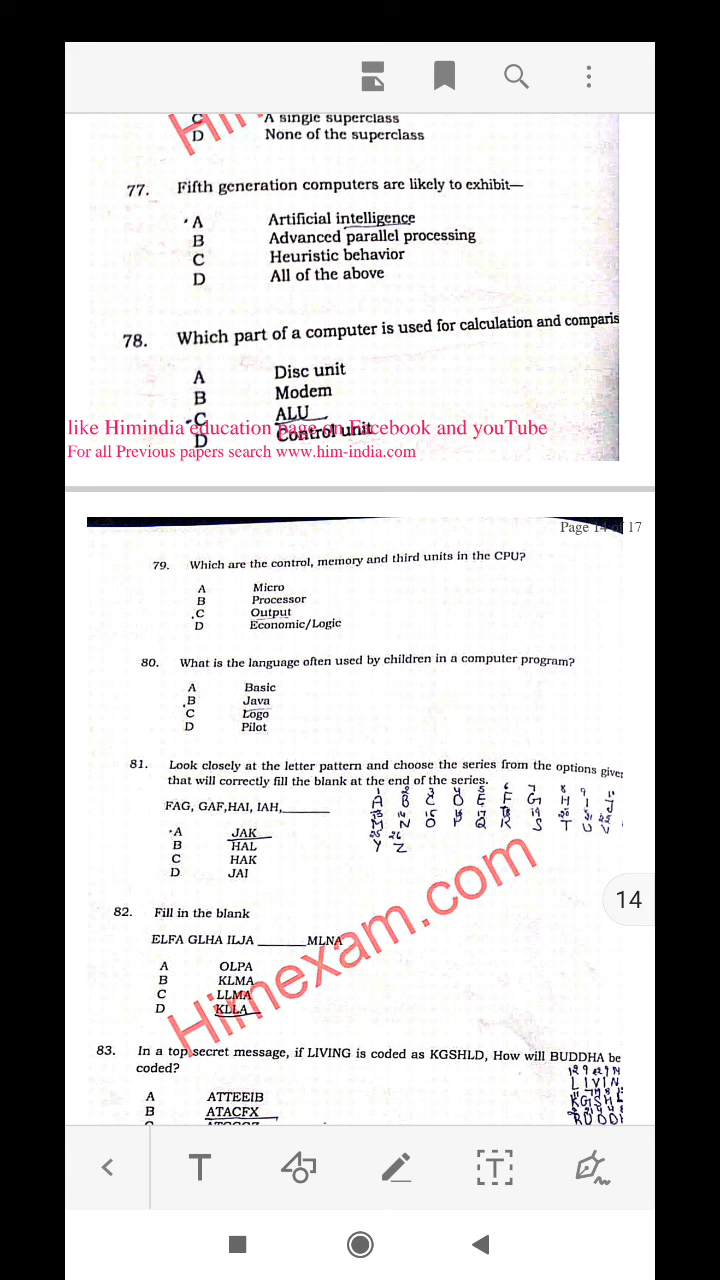 C A single superclass
D None of the superclass
77. Fifth generation computers are likely to exhibit—
A Artificial intelligence
B Advanced parallel processing
C Heuristic behavior
D All of the above
78. Which part of a computer is used for calculation and comparis
A Disc unit
B Modem
C ALU
D Control unit
like Himindia education page on Facebook and youTube
For all Previous papers search www.him-india.com
Page 14 of 17
79. Which are the control, memory and third units in the CPU?
A Micro
B Processor
C Output
D Economic/Logic
80. What is the language often used by children in a computer program?
A Basic
B Java
C Logo
D Pilot
81. Look closely at the letter pattern and choose the series from the options give
that will correctly fill the blank at the end of the series.
FAG, GAF,HAI, IAH,_______
A JAK
B HAL
C HAK
D JAI
A B C D E F G H I J
M N O P Q R S T U V
Y Z
14
82. Fill in the blank
ELFA GLHA ILJA _______MLNA
A OLPA
B KLMA
C LLMA
D KLLA
Himexam.com
83. In a top secret message, if LIVING is coded as KGSHLD, How will BUDDHA be
coded?
A ATTEEIB
B ATACFX
LIVIN
KGSHL
T
T